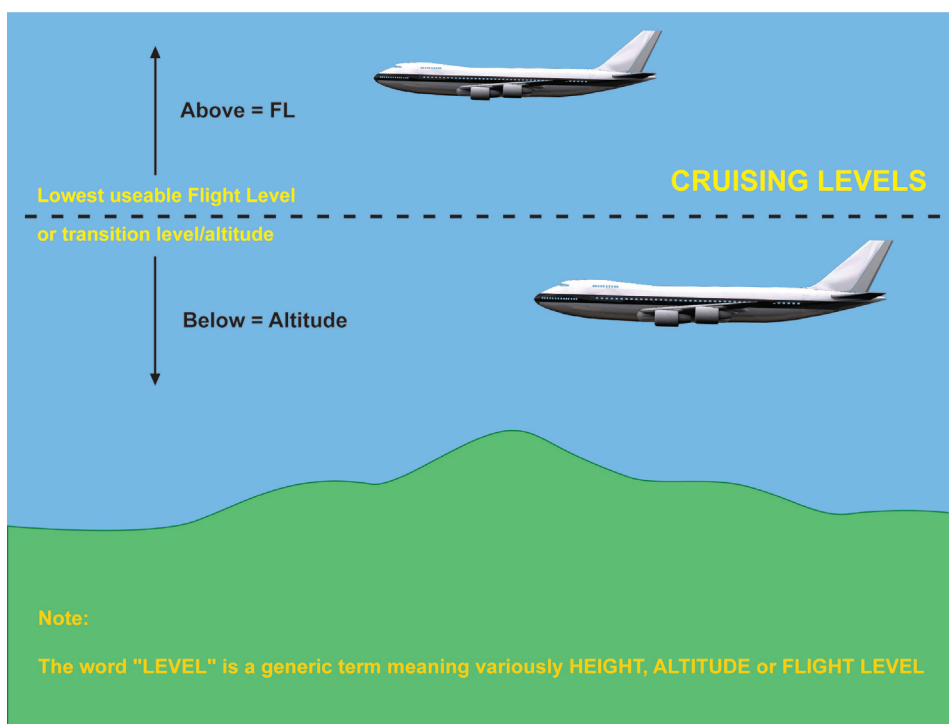 Above = FL
Lowest useable Flight Level
CRUISING LEVELS
or transition level/altitude
Below = Altitude
Note:
The word "LEVEL" is a generic term meaning variously HEIGHT, ALTITUDE or FLIGHT LEVEL